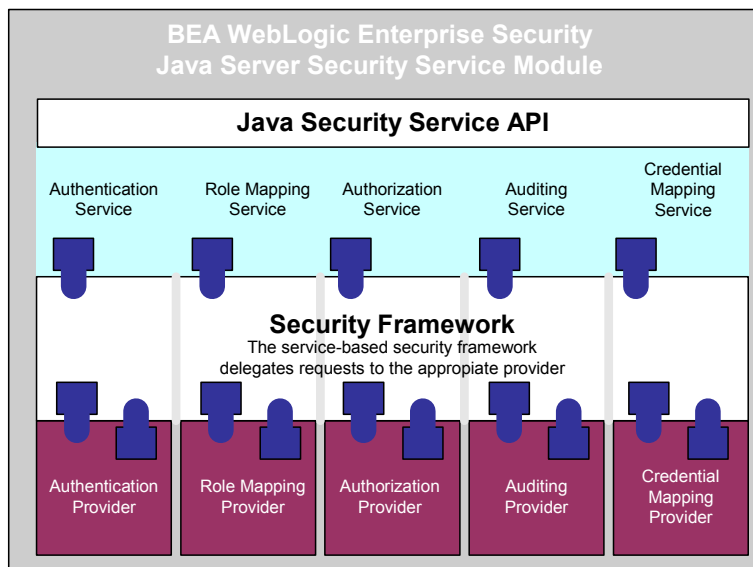 BEA WebLogic Enterprise Security
Java Server Security Service Module
Java Security Service API
Authentication
Service
Role Mapping
Service
Authorization
Service
Auditing
Service
Credential
Mapping
Service
Security Framework
The service-based security framework
delegates requests to the appropiate provider
Authentication
Provider
Role Mapping
Provider
Authorization
Provider
Auditing
Provider
Credential
Mapping
Provider